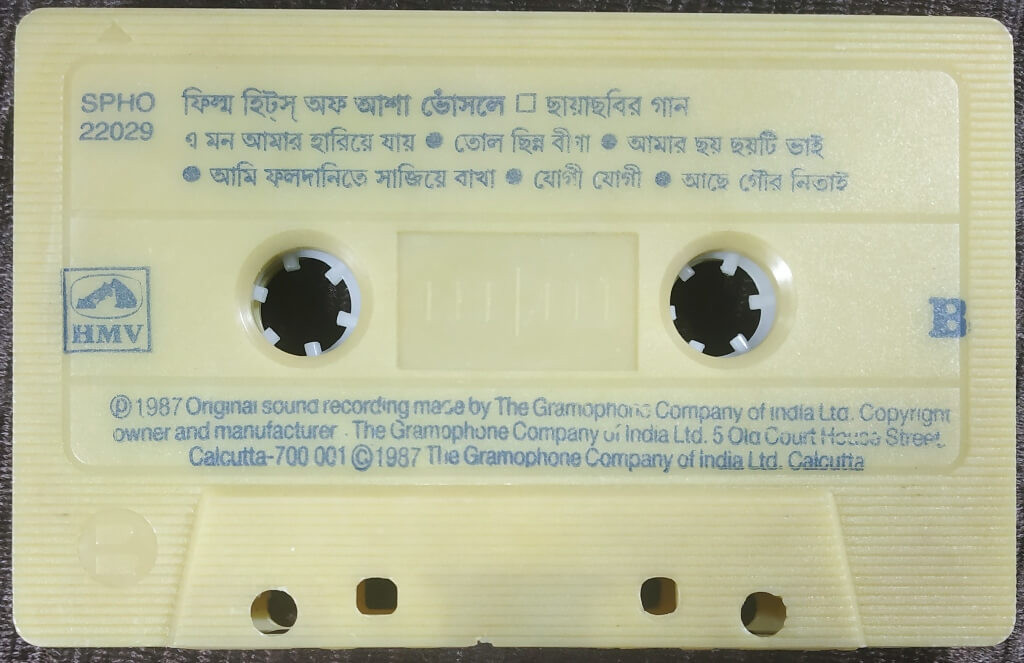 SPHO ফিল্ম হিট্স্ অফ আশা ভোঁসলে □ ছায়াছবির গান
22029 এ মন আমার হারিয়ে যায় ● তোল ছিন্ন বীণা ● আমার ছয় ছয়টি ভাই
● আমি ফলদানিতে সাজিয়ে রাখা ● যোগী যোগী ● আছে গৌর নিতাই
HMV
B
Ⓟ 1987 Original sound recording made by The Gramophone Company of India Ltd. Copyright
owner and manufacturer . The Gramophone Company of India Ltd. 5 Old Court House Street.
Calcutta-700 001 © 1987 The Gramophone Company of India Ltd. Calcutta